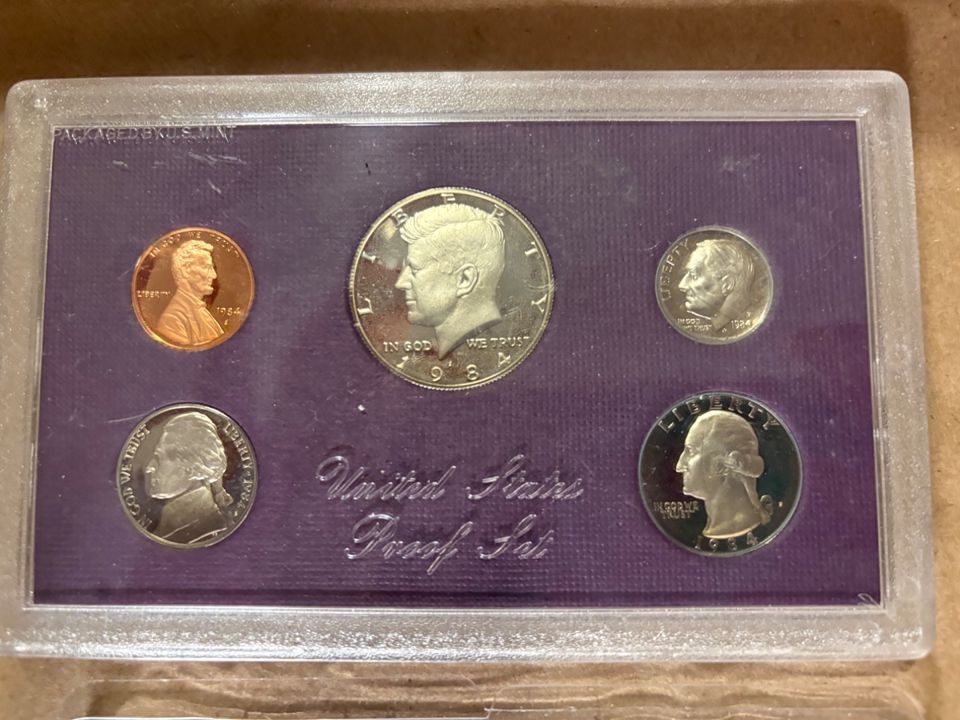 PACKAGED BY U.S. MINT
IN GOD WE TRUST
LIBERTY
1984
S
LIBERTY
IN GOD WE TRUST
1984
LIBERTY
IN GOD
WE TRUST
1984
IN GOD WE TRUST
LIBERTY 1984
United States
Proof Set
LIBERTY
IN GOD WE
TRUST
1984